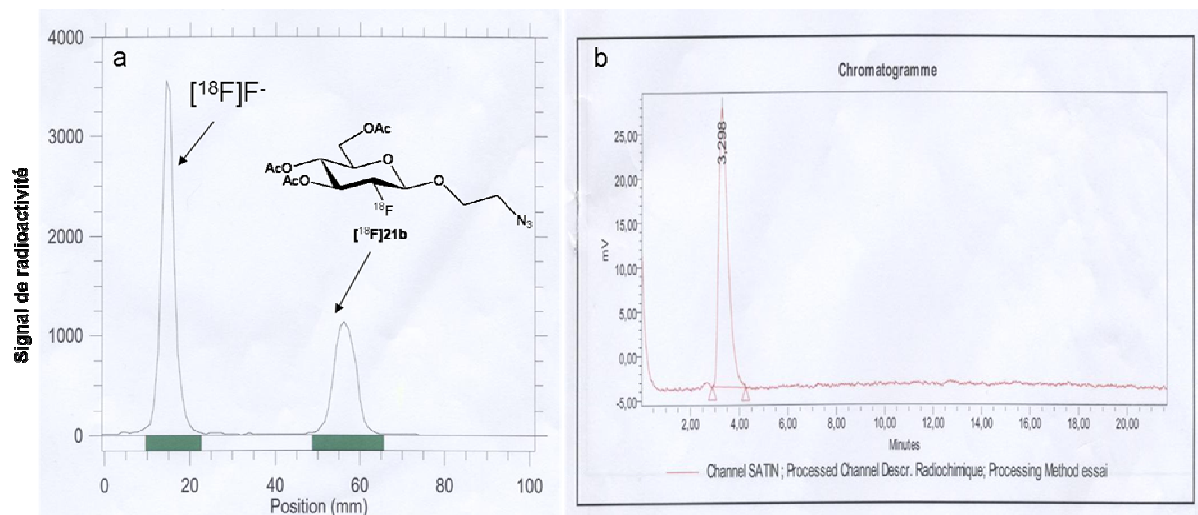 a
4000
3000
2000
1000
0
Signal de radioactivité
[18F]F-
OAc
O
AcO
AcO
O
18F
N3
[18F]21b
0 20 40 60 80 100
Position (mm)
b
Chromatogramme
3,298
mV
25,00
20,00
15,00
10,00
5,00
0,00
-5,00
2,00 4,00 6,00 8,00 10,00 12,00 14,00 16,00 18,00 20,00
Minutes
Channel SATIN ; Processed Channel Descr. Radiochimique; Processing Method essai